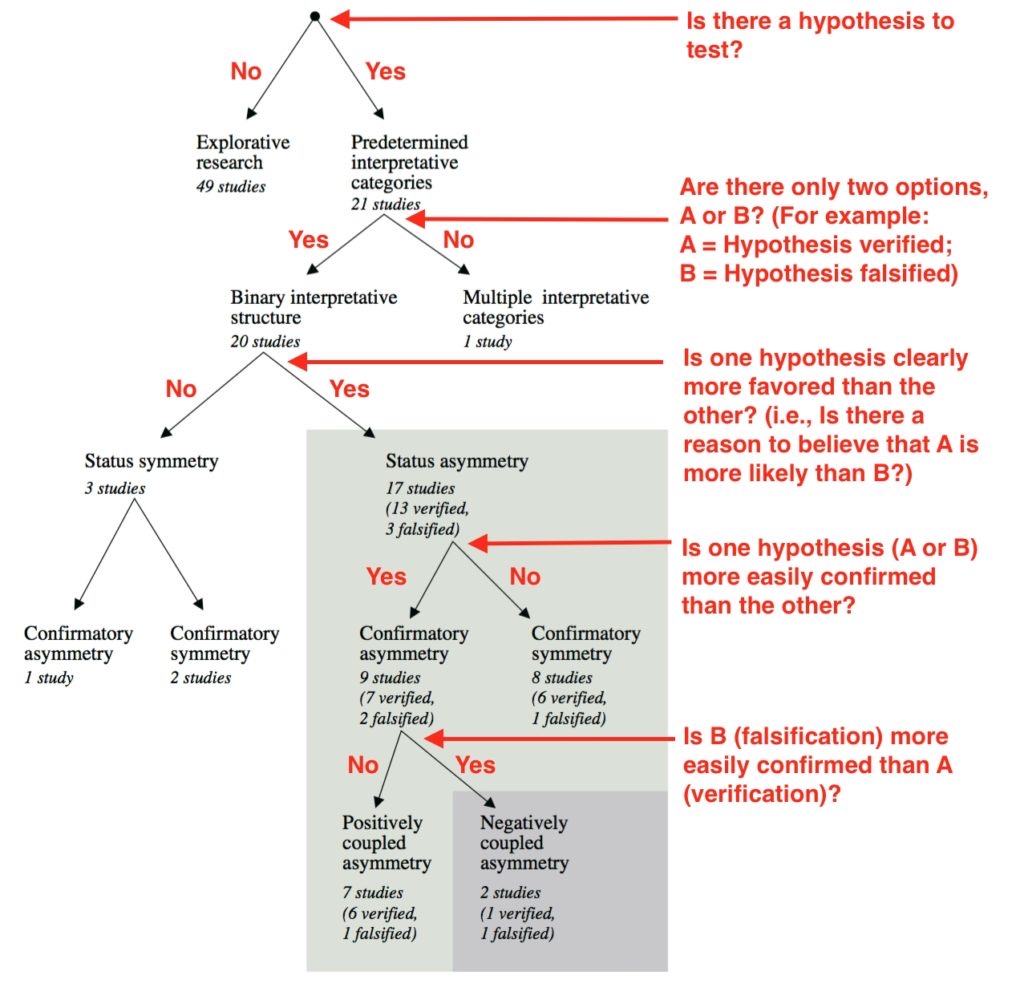 Is there a hypothesis to
test?
No
Yes
Explorative
research
49 studies
Predetermined
interpretative
categories
21 studies
Are there only two options,
A or B? (For example:
A = Hypothesis verified;
B = Hypothesis falsified)
Yes
No
Binary interpretative
structure
20 studies
Multiple interpretative
categories
1 study
Is one hypothesis clearly
more favored than the
other? (i.e., Is there a
reason to believe that A is
more likely than B?)
No
Yes
Status symmetry
3 studies
Status asymmetry
17 studies
(13 verified,
3 falsified)
Is one hypothesis (A or B)
more easily confirmed
than the other?
Yes
No
Confirmatory
asymmetry
1 study
Confirmatory
symmetry
2 studies
Confirmatory
asymmetry
9 studies
(7 verified,
2 falsified)
Confirmatory
symmetry
8 studies
(6 verified,
1 falsified)
Is B (falsification) more
easily confirmed than A
(verification)?
No
Yes
Positively
coupled
asymmetry
7 studies
(6 verified,
1 falsified)
Negatively
coupled
asymmetry
2 studies
(1 verified,
1 falsified)